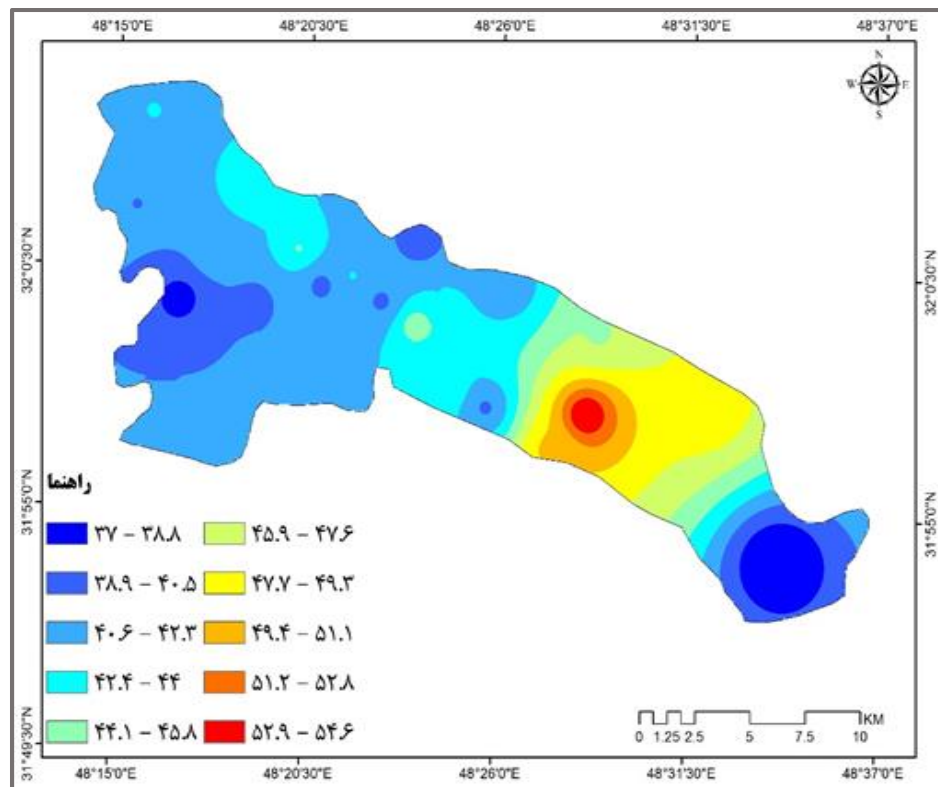 48°15'0"E 48°20'30"E 48°26'0"E 48°31'30"E 48°37'0"E
N
W E
S
32°0'30"N
32°0'30"N
31°55'0"N
31°55'0"N
31°49'30"N
راهنما
۳۷ – ۳۸.۸
۳۸.۹ – ۴۰.۵
۴۰.۶ – ۴۲.۳
۴۲.۴ – ۴۴
۴۴.۱ – ۴۵.۸
۴۵.۹ – ۴۷.۶
۴۷.۷ – ۴۹.۳
۴۹.۴ – ۵۱.۱
۵۱.۲ – ۵۲.۸
۵۲.۹ – ۵۴.۶
KM
0 1.25 2.5 5 7.5 10
48°15'0"E 48°20'30"E 48°26'0"E 48°31'30"E 48°37'0"E